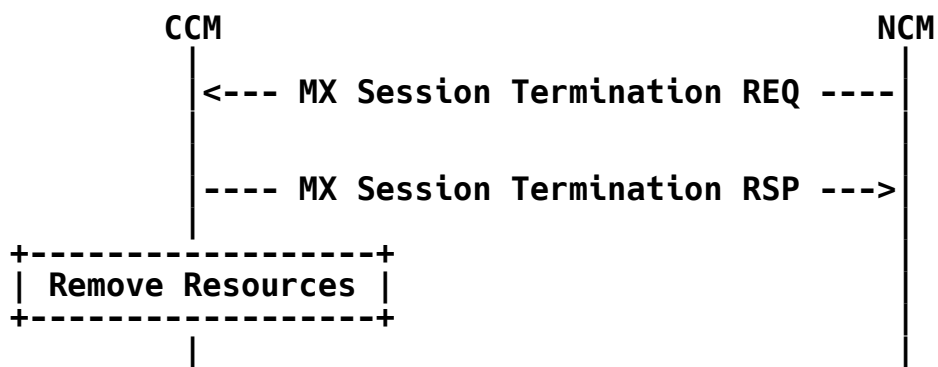 CCM NCM
<--- MX Session Termination REQ ----
---- MX Session Termination RSP --->
+------------------+
| Remove Resources |
+------------------+